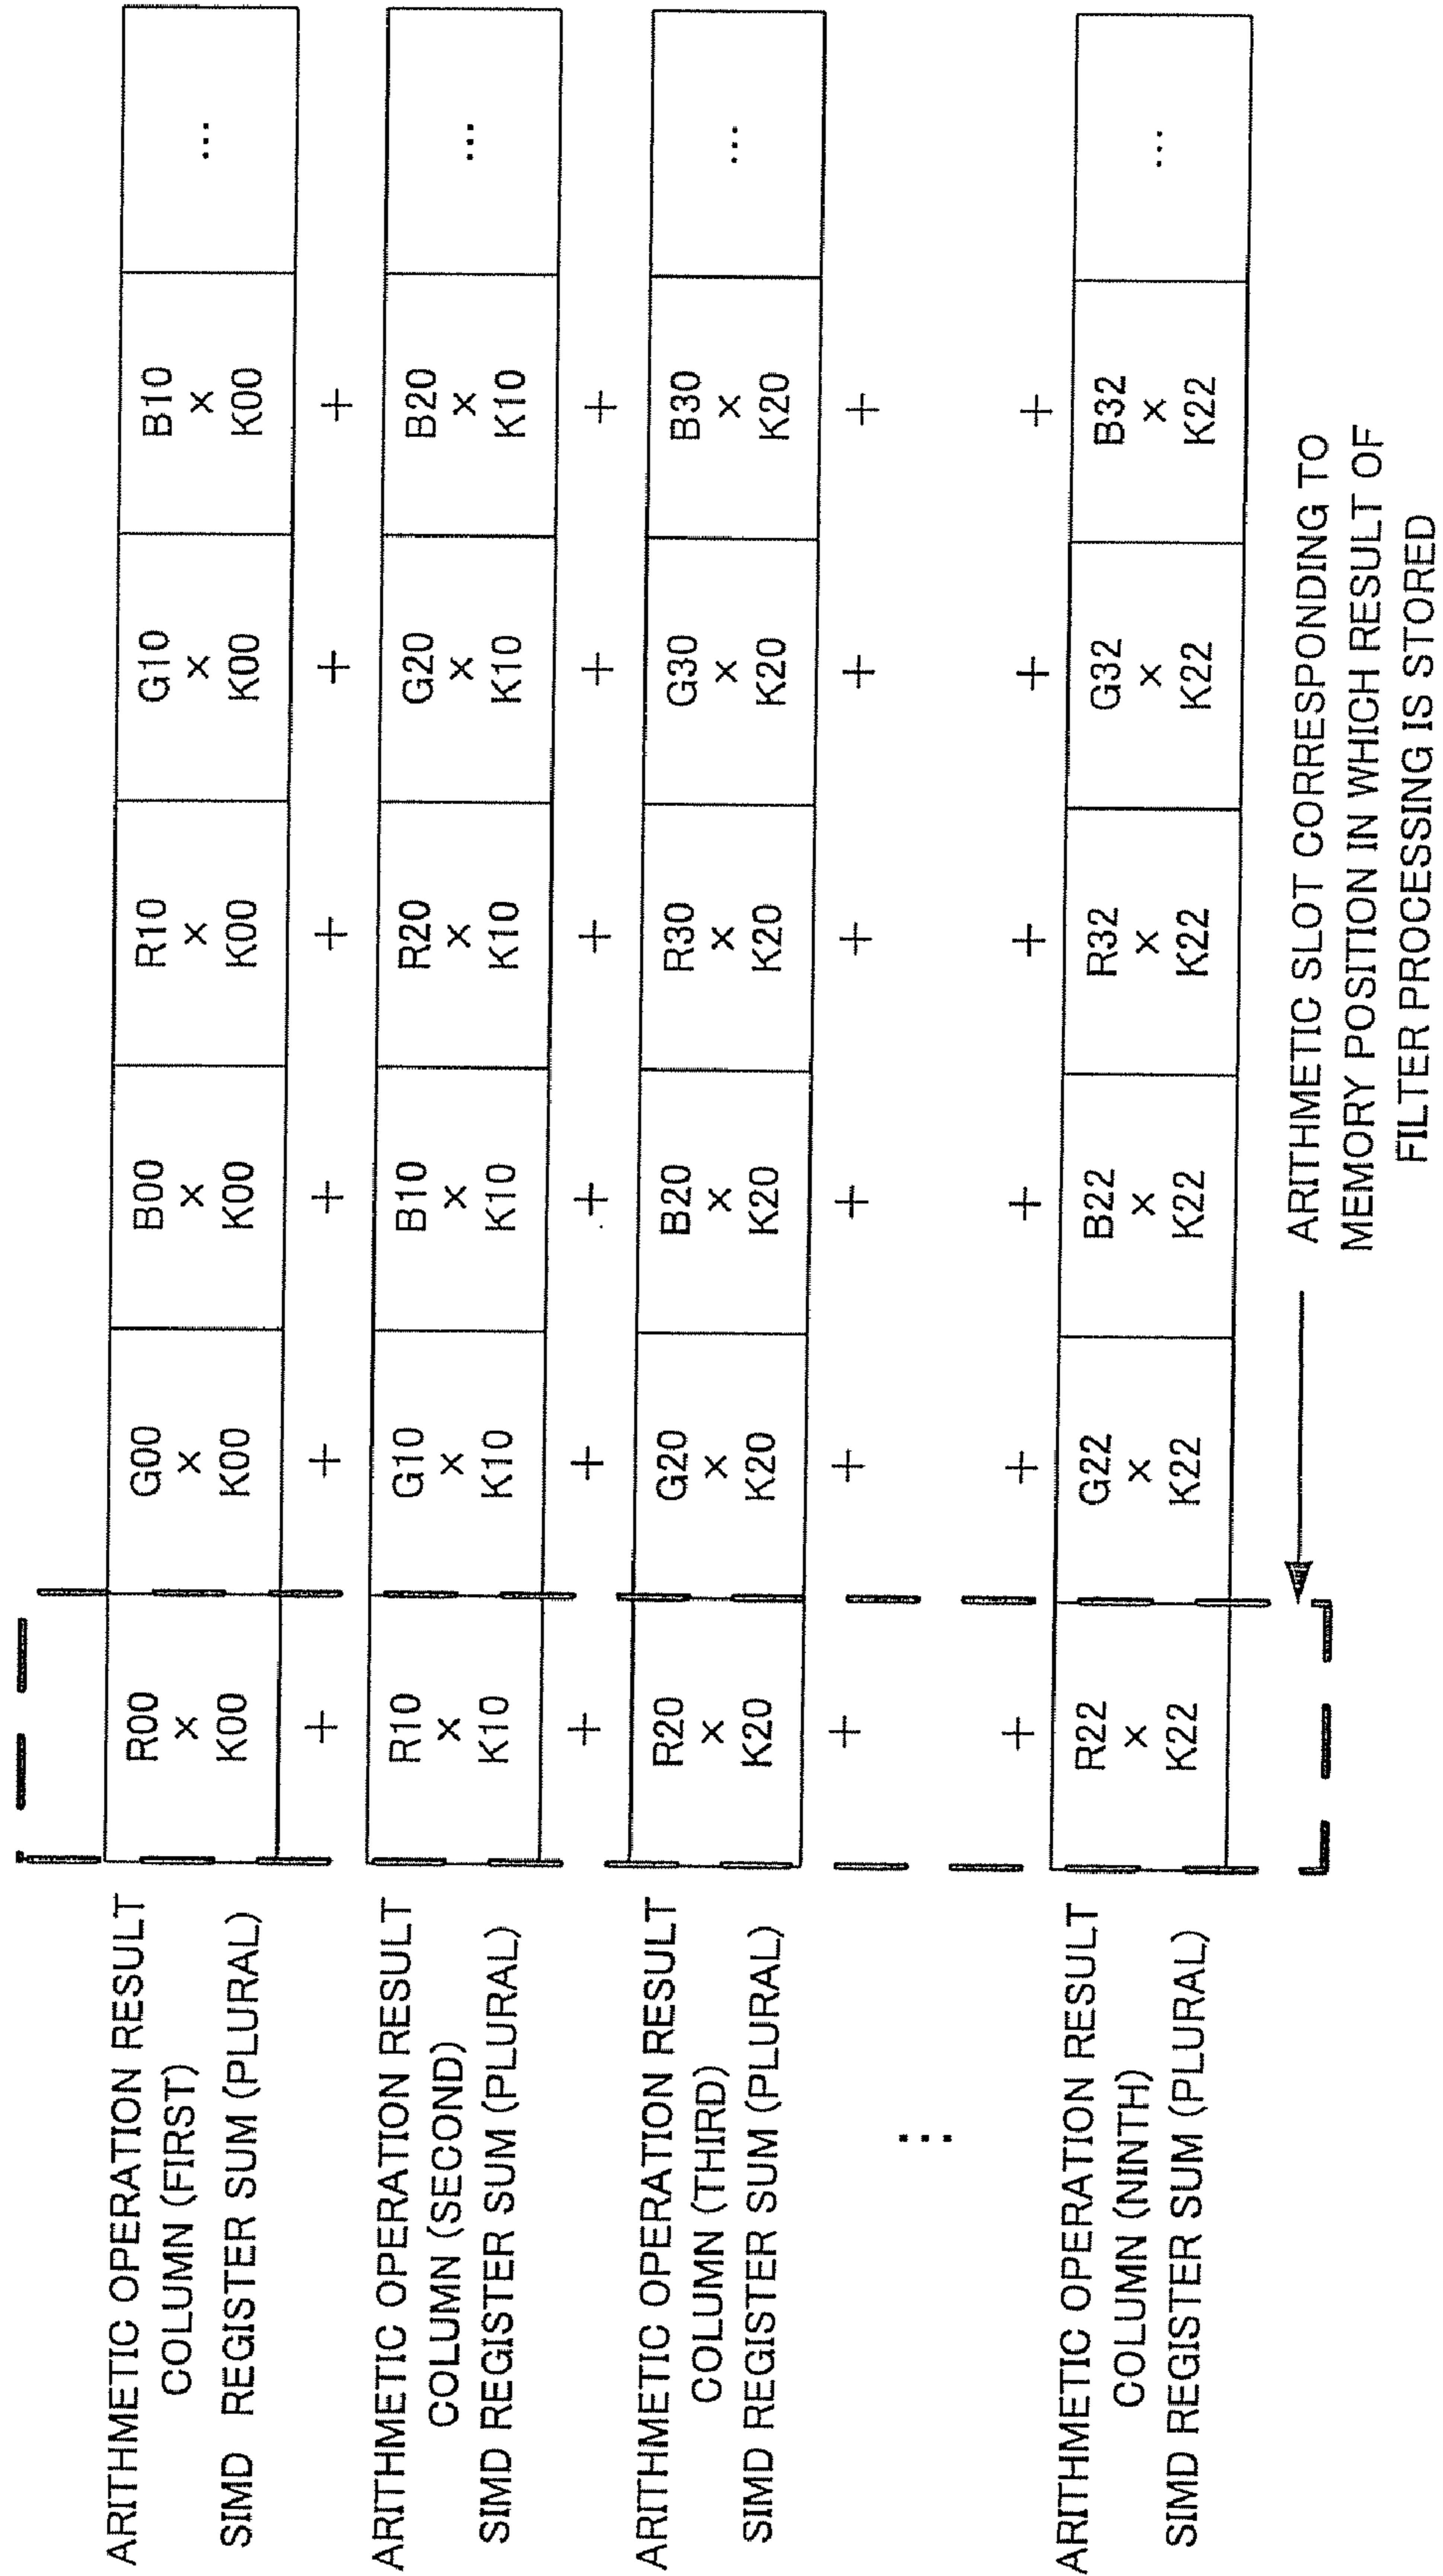 ARITHMETIC OPERATION RESULT
COLUMN (FIRST)
SIMD REGISTER SUM (PLURAL)
R00 × K00
G00 × K00
B00 × K00
R10 × K00
G10 × K00
B10 × K00
...
+ + + + + +
ARITHMETIC OPERATION RESULT
COLUMN (SECOND)
SIMD REGISTER SUM (PLURAL)
R10 × K10
G10 × K10
B10 × K10
R20 × K10
G20 × K10
B20 × K10
...
+ + + + + +
ARITHMETIC OPERATION RESULT
COLUMN (THIRD)
SIMD REGISTER SUM (PLURAL)
R20 × K20
G20 × K20
B20 × K20
R30 × K20
G30 × K20
B30 × K20
...
+ + + + + +
...
+ + + + + +
ARITHMETIC OPERATION RESULT
COLUMN (NINTH)
SIMD REGISTER SUM (PLURAL)
R22 × K22
G22 × K22
B22 × K22
R32 × K22
G32 × K22
B32 × K22
...
ARITHMETIC SLOT CORRESPONDING TO
MEMORY POSITION IN WHICH RESULT OF
FILTER PROCESSING IS STORED